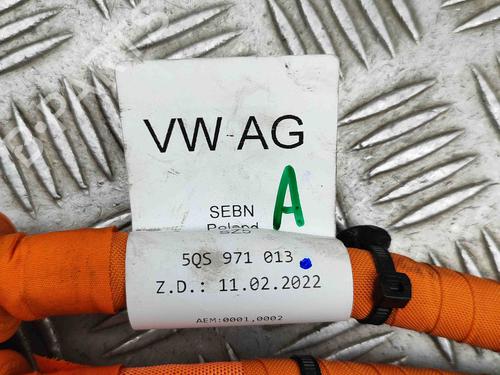 VW AG
A
SEBN
Poland
5QS 971 013
Z.D.: 11.02.2022
AEM:0001,0002